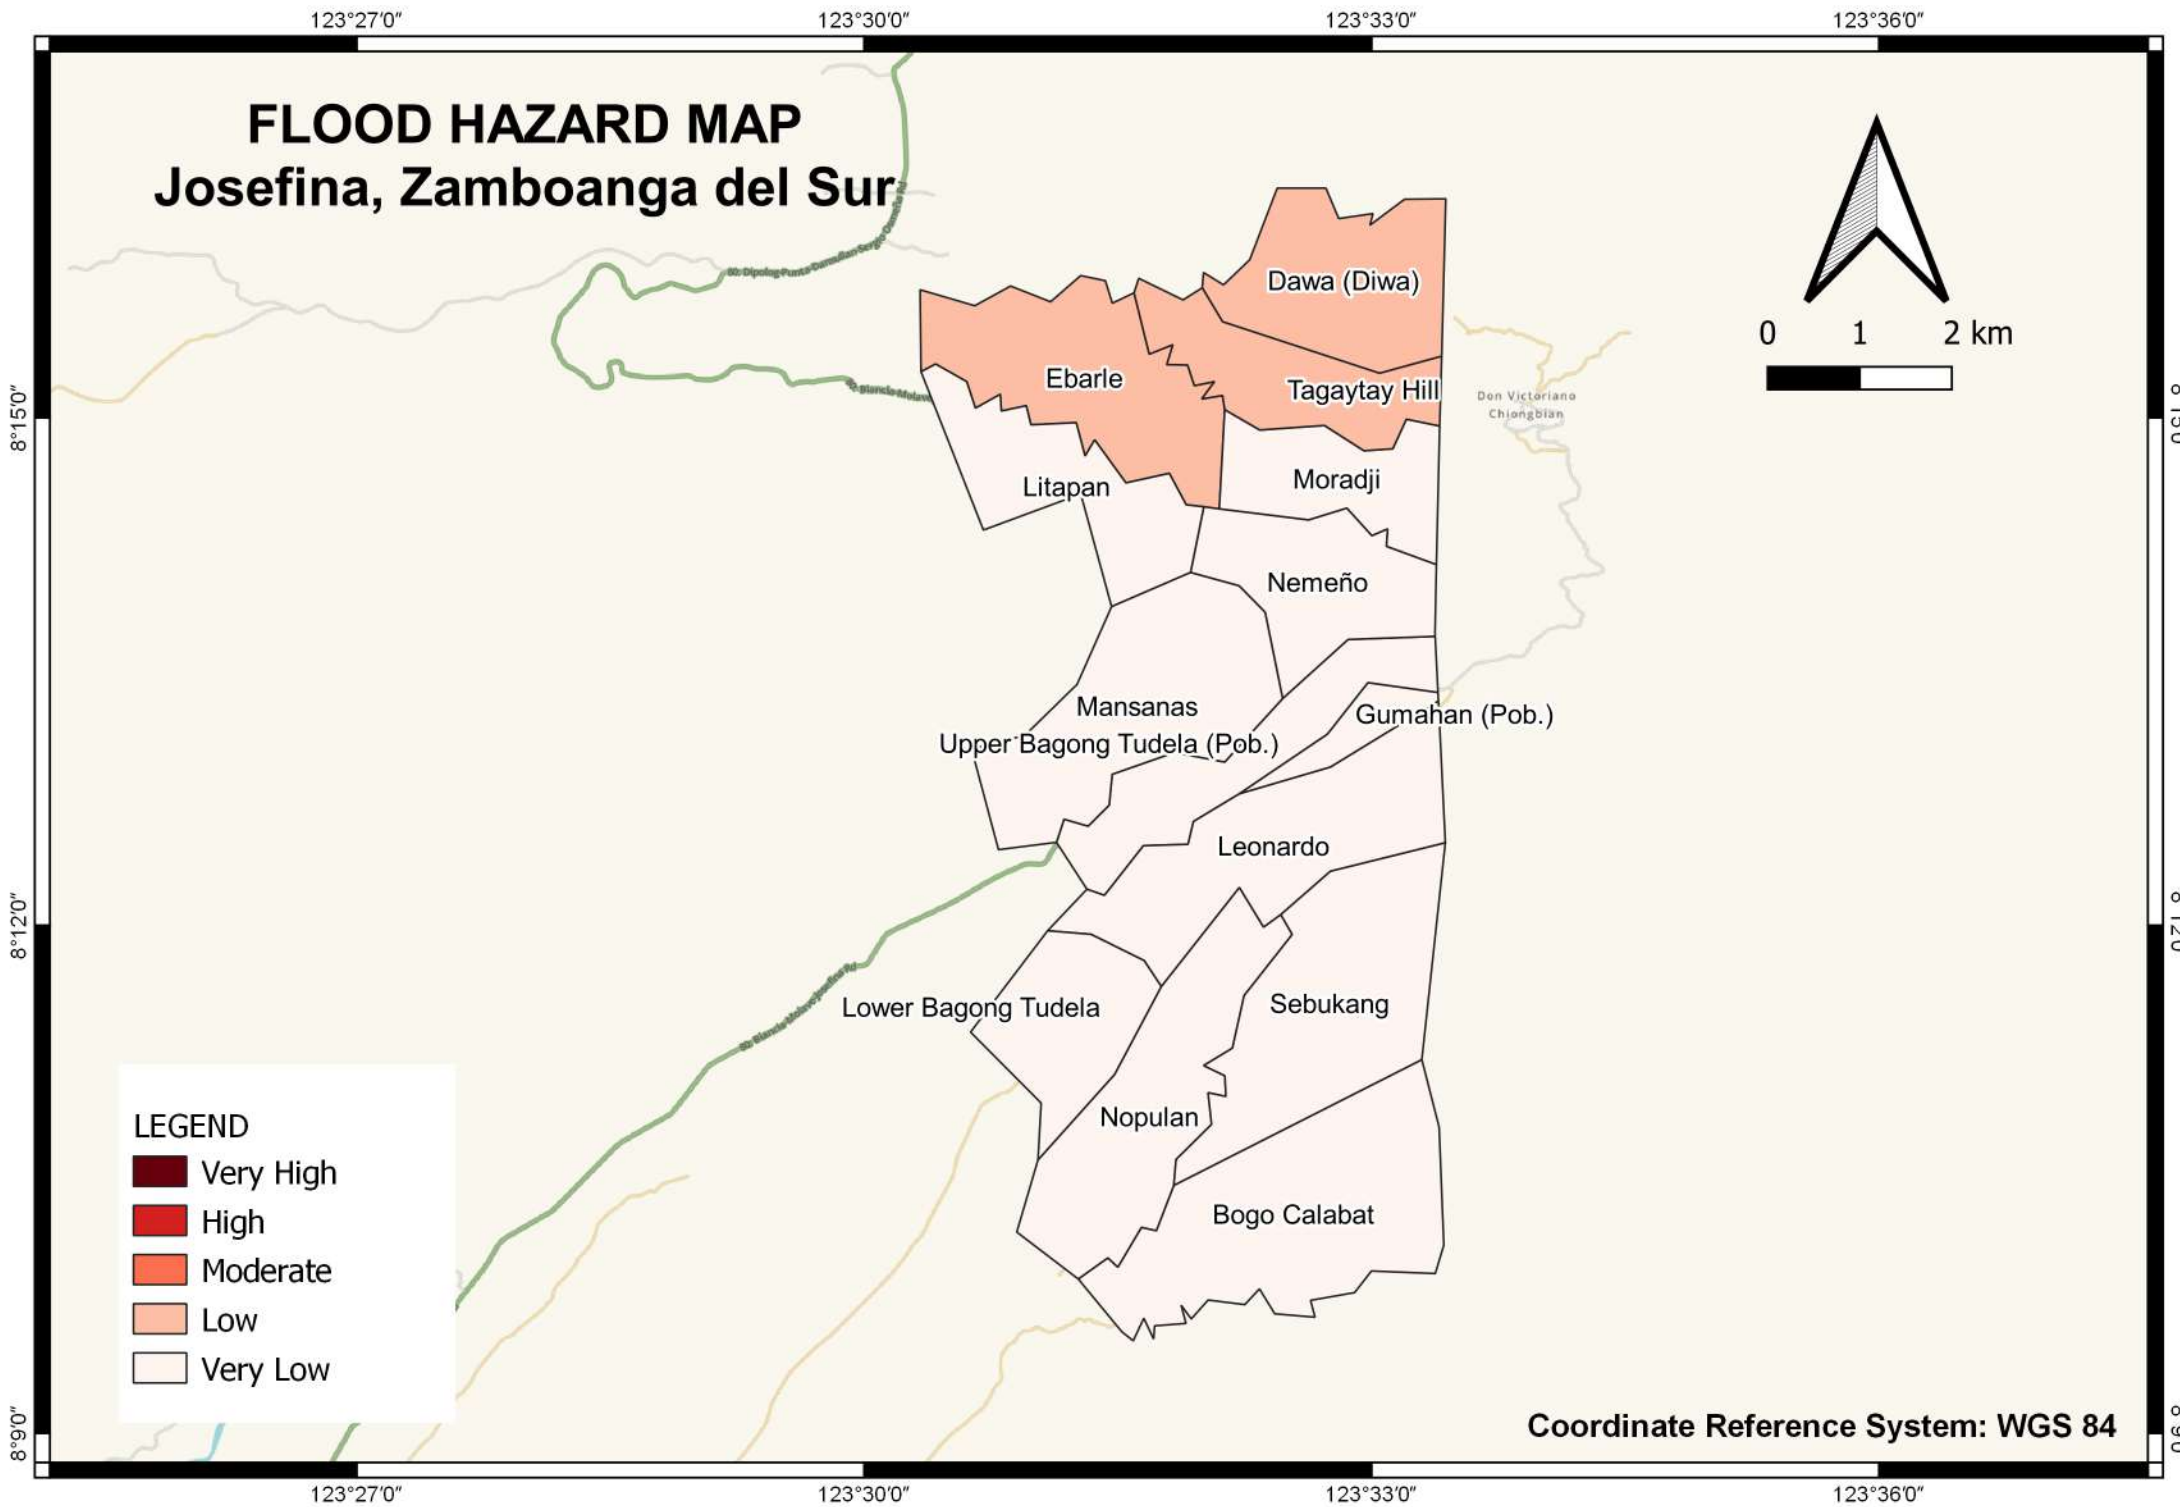 123°27′0″ 123°30′0″ 123°33′0″ 123°36′0″
FLOOD HAZARD MAP
Josefina, Zamboanga del Sur
0 1 2 km
Dawa (Diwa)
Ebarle
Tagaytay Hill
Don Victoriano
Chiongbian
8°15′0″
Litapan
Moradji
Nemeño
Mansanas
Gumahan (Pob.)
Upper Bagong Tudela (Pob.)
Leonardo
8°12′0″
Lower Bagong Tudela
Sebukang
Nopulan
Bogo Calabat
LEGEND
Very High
High
Moderate
Low
Very Low
8°9′0″
Coordinate Reference System: WGS 84
123°27′0″ 123°30′0″ 123°33′0″ 123°36′0″